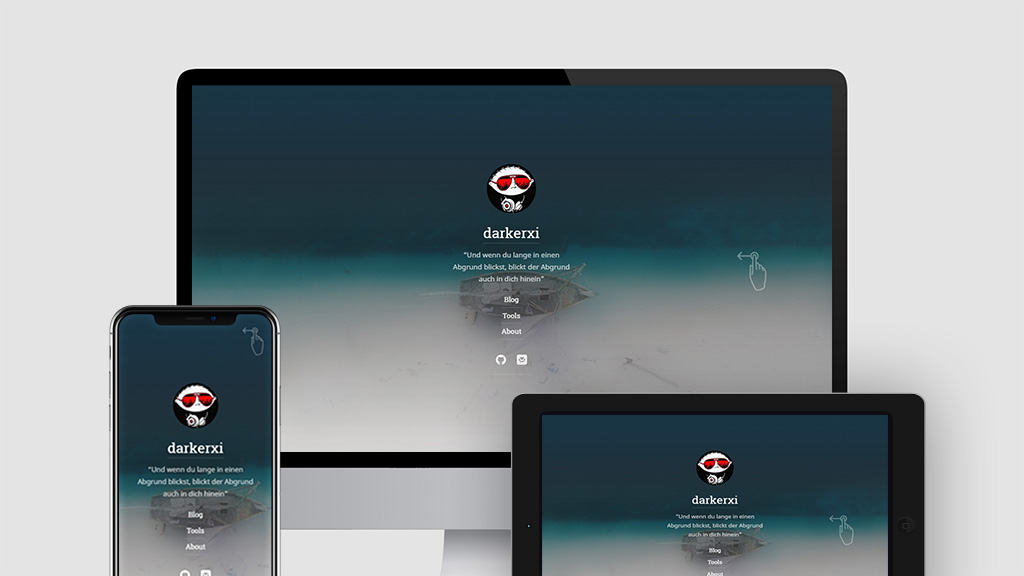 darkerxi
"Und wenn du lange in einen
Abgrund blickst, blickt der Abgrund
auch in dich hinein"
Blog
Tools
About
darkerxi
"Und wenn du lange in einen
Abgrund blickst, blickt der Abgrund
auch in dich hinein"
Blog
Tools
About
darkerxi
"Und wenn du lange in einen
Abgrund blickst, blickt der Abgrund
auch in dich hinein"
Blog
Tools
About